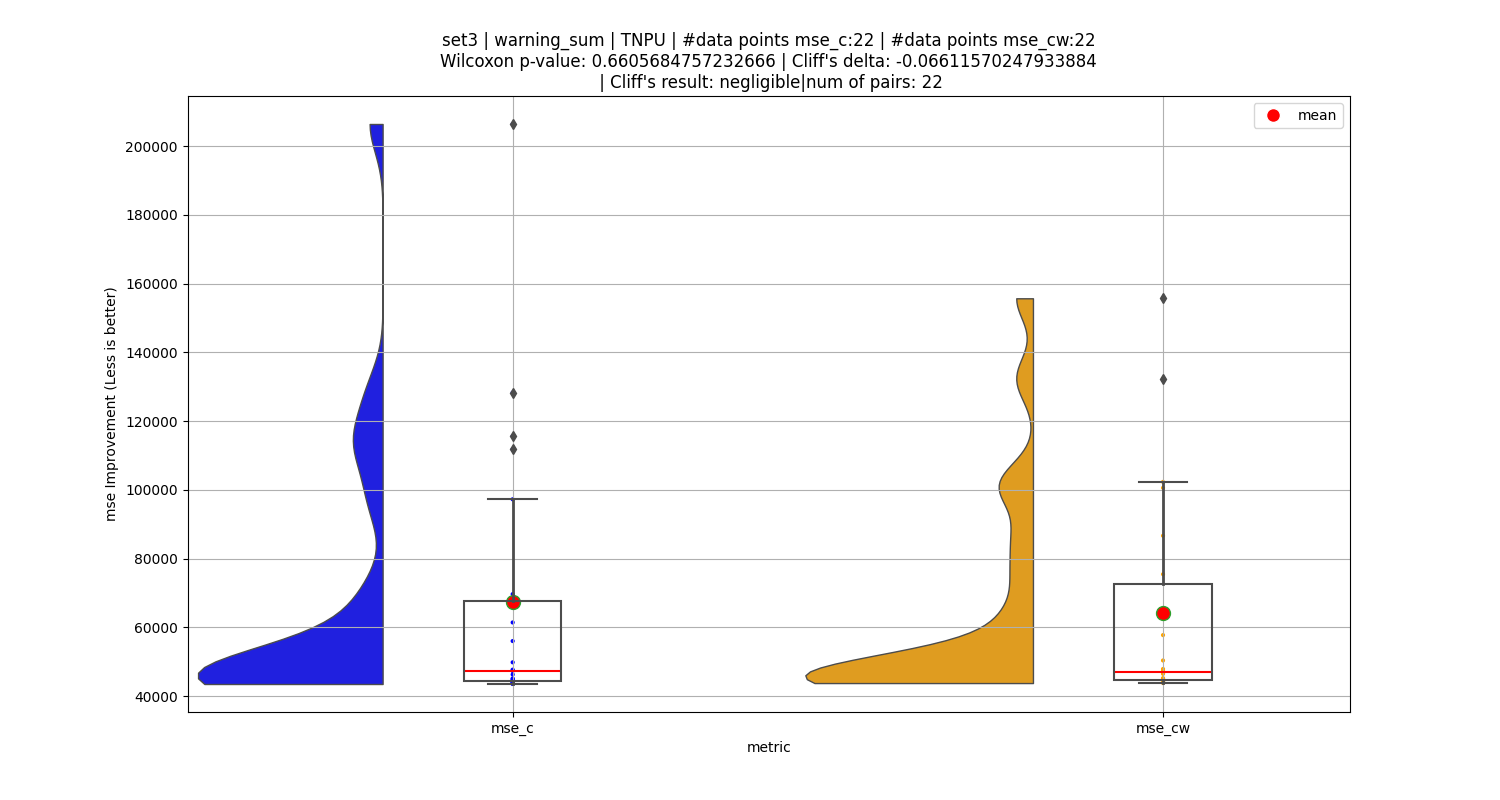 set3 | warning_sum | TNPU | #data points mse_c:22 | #data points mse_cw:22
Wilcoxon p-value: 0.6605684757232666 | Cliff's delta: -0.06611570247933884
| Cliff's result: negligible|num of pairs: 22
mean
200000
180000
160000
140000
120000
100000
80000
60000
40000
mse Improvement (Less is better)
mse_c
mse_cw
metric